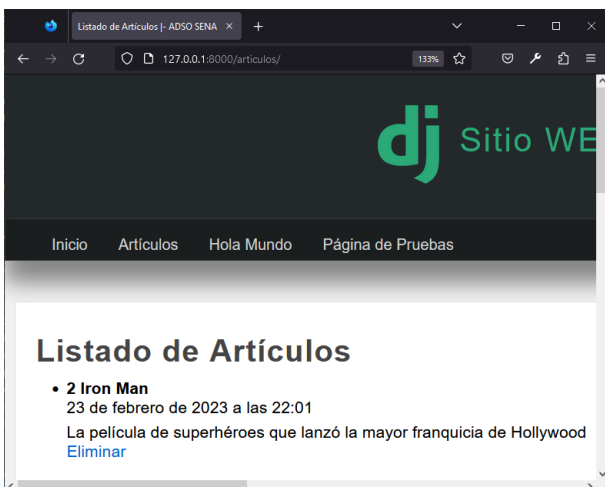 Listado de Artículos |- ADSO SENA
127.0.0.1:8000/articulos/
133%
dj Sitio WE
Inicio Artículos Hola Mundo Página de Pruebas
Listado de Artículos
2 Iron Man
23 de febrero de 2023 a las 22:01
La película de superhéroes que lanzó la mayor franquicia de Hollywood
Eliminar